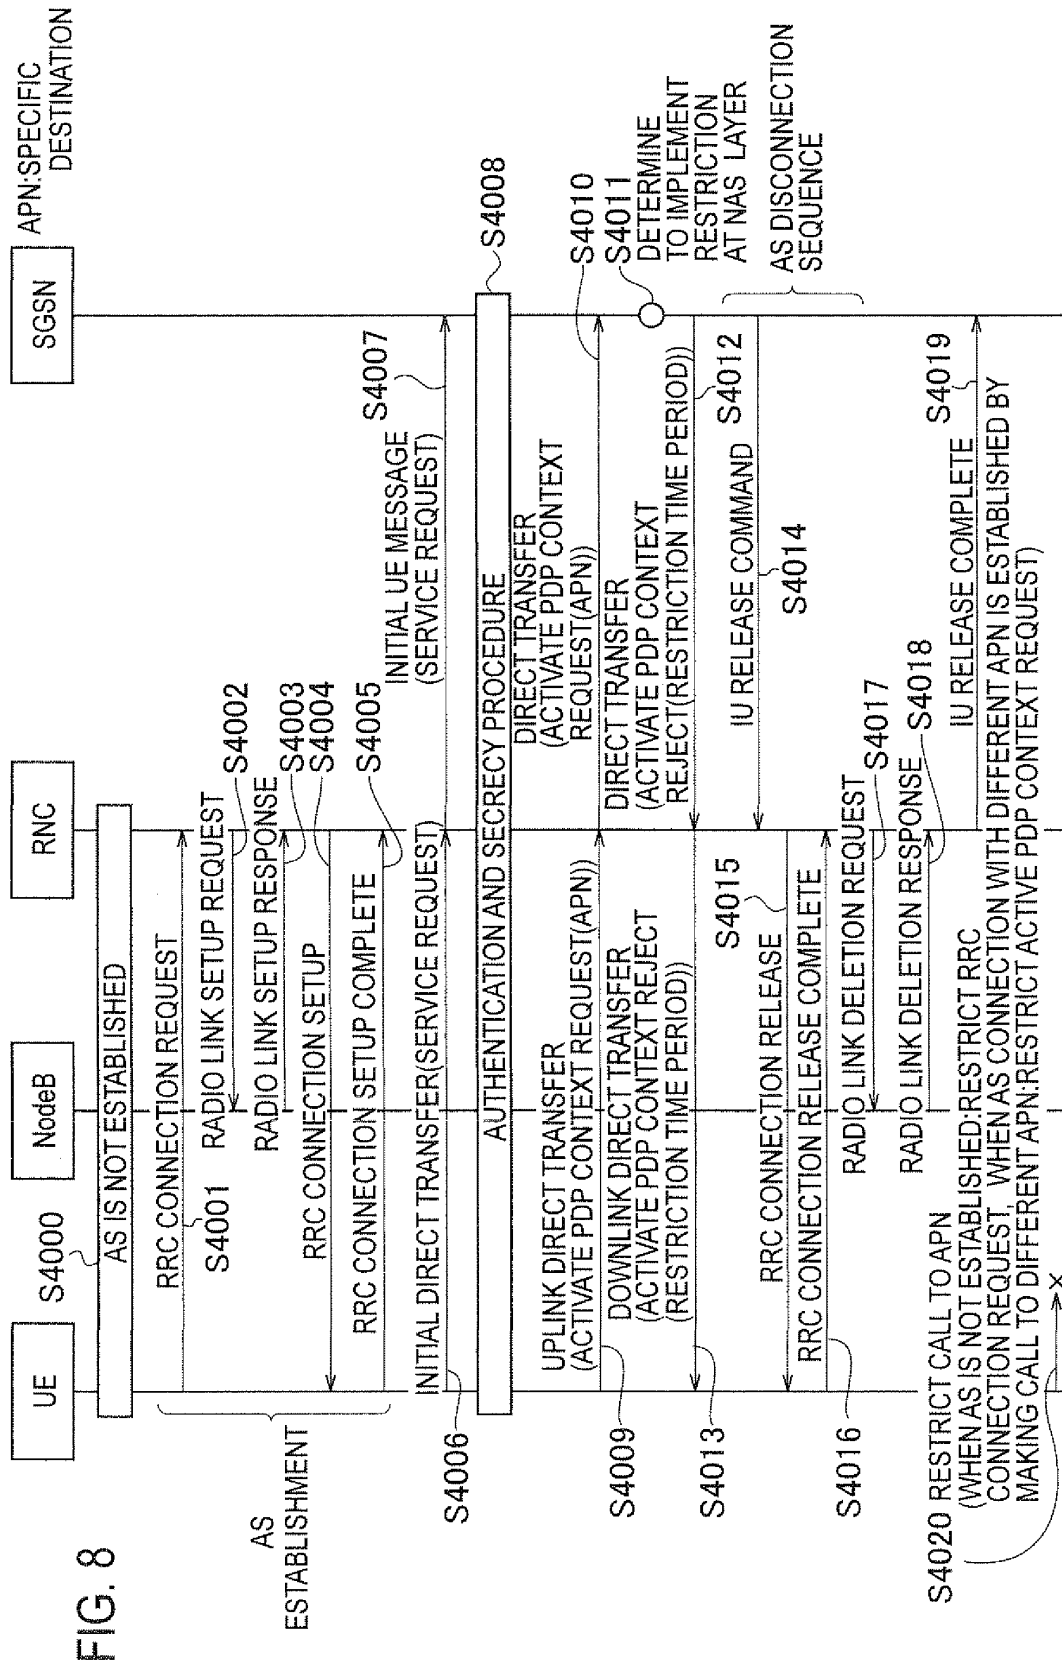 FIG. 8
UE
NodeB
RNC
SGSN
APN:SPECIFIC
DESTINATION
S4000
AS IS NOT ESTABLISHED
AS
ESTABLISHMENT
RRC CONNECTION REQUEST
S4001
RADIO LINK SETUP REQUEST
S4002
RADIO LINK SETUP RESPONSE
S4003
RRC CONNECTION SETUP
S4004
RRC CONNECTION SETUP COMPLETE
S4005
INITIAL DIRECT TRANSFER(SERVICE REQUEST)
S4006
INITIAL UE MESSAGE
(SERVICE REQUEST)
S4007
AUTHENTICATION AND SECRECY PROCEDURE
S4008
UPLINK DIRECT TRANSFER
(ACTIVATE PDP CONTEXT REQUEST(APN))
S4009
DIRECT TRANSFER
(ACTIVATE PDP CONTEXT
REQUEST(APN))
S4010
S4011
DETERMINE
TO IMPLEMENT
RESTRICTION
AT NAS LAYER
DIRECT TRANSFER
(ACTIVATE PDP CONTEXT
REJECT(RESTRICTION TIME PERIOD))
S4012
DOWNLINK DIRECT TRANSFER
(ACTIVATE PDP CONTEXT REJECT
(RESTRICTION TIME PERIOD))
S4013
IU RELEASE COMMAND
S4014
AS DISCONNECTION
SEQUENCE
RRC CONNECTION RELEASE
S4015
RRC CONNECTION RELEASE COMPLETE
S4016
RADIO LINK DELETION REQUEST
S4017
RADIO LINK DELETION RESPONSE
S4018
IU RELEASE COMPLETE
S4019
S4020 RESTRICT CALL TO APN
(WHEN AS IS NOT ESTABLISHED:RESTRICT RRC
CONNECTION REQUEST, WHEN AS CONNECTION WITH DIFFERENT APN IS ESTABLISHED BY
MAKING CALL TO DIFFERENT APN:RESTRICT ACTIVE PDP CONTEXT REQUEST)
X